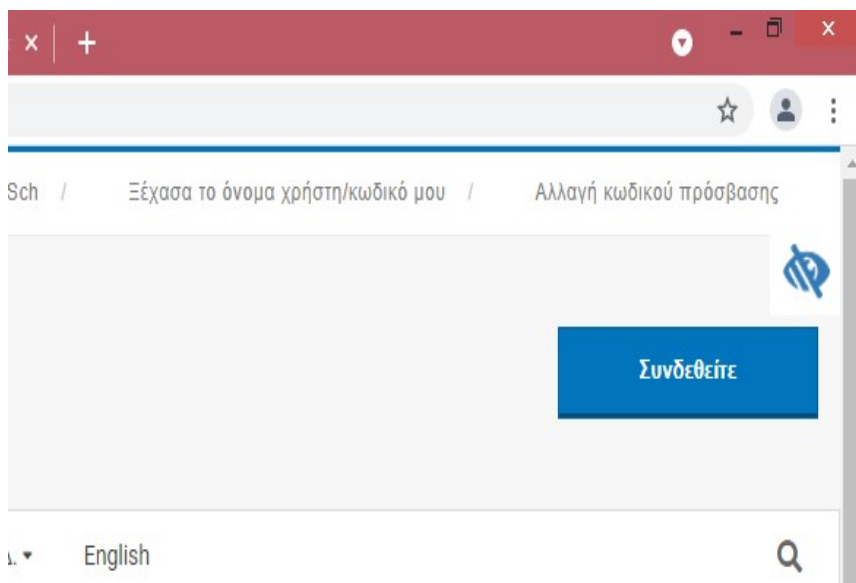 Sch / Ξέχασα το όνομα χρήστη/κωδικό μου / Αλλαγή κωδικού πρόσβασης
Συνδεθείτε
Δ. English